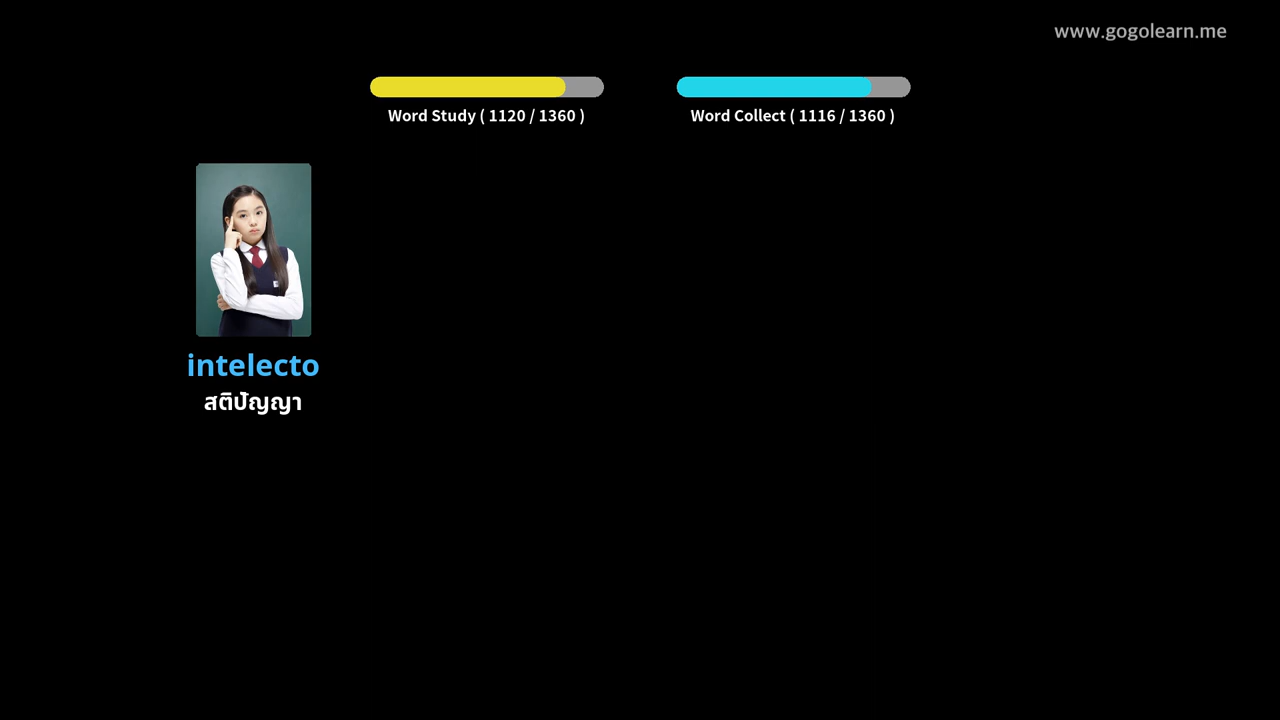 www.gogolearn.me
Word Study ( 1120 / 1360 )
Word Collect ( 1116 / 1360 )
intelecto
สติปัญญา